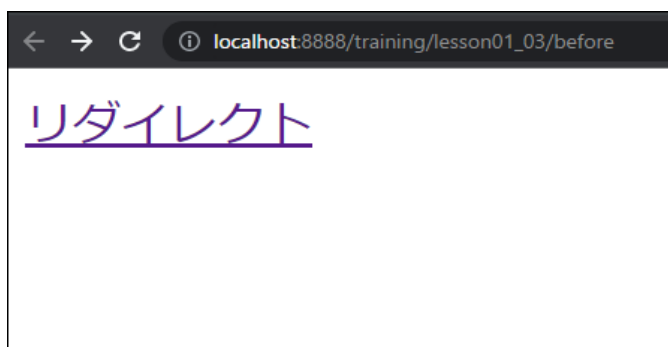 localhost:8888/training/lesson01_03/before
リダイレクト